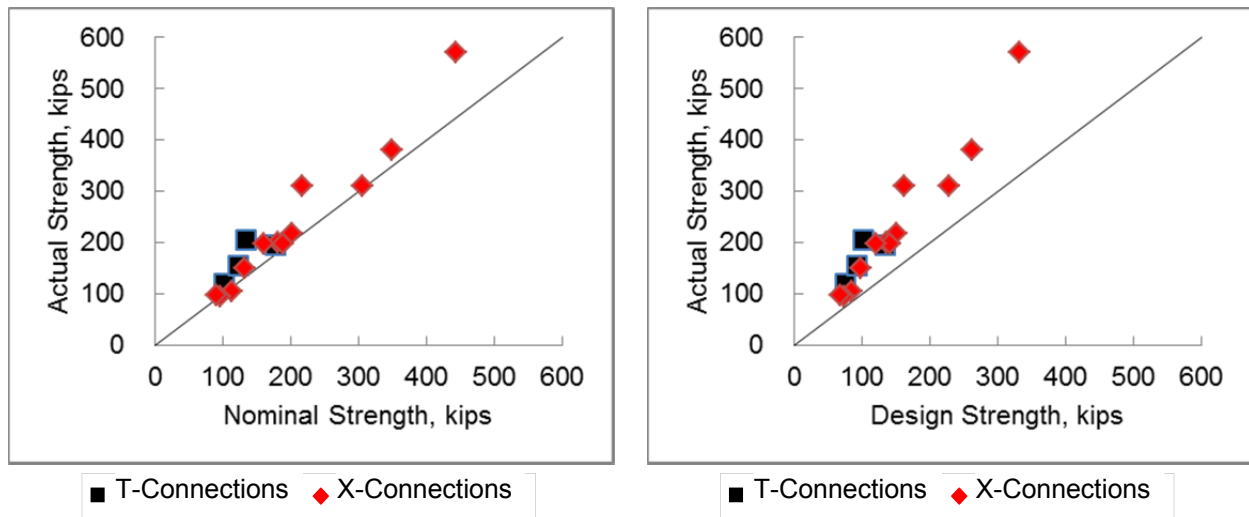 600
500
400
300
200
100
0
Actual Strength, kips
0 100 200 300 400 500 600
Nominal Strength, kips
T-Connections X-Connections
600
500
400
300
200
100
0
Actual Strength, kips
0 100 200 300 400 500 600
Design Strength, kips
T-Connections X-Connections